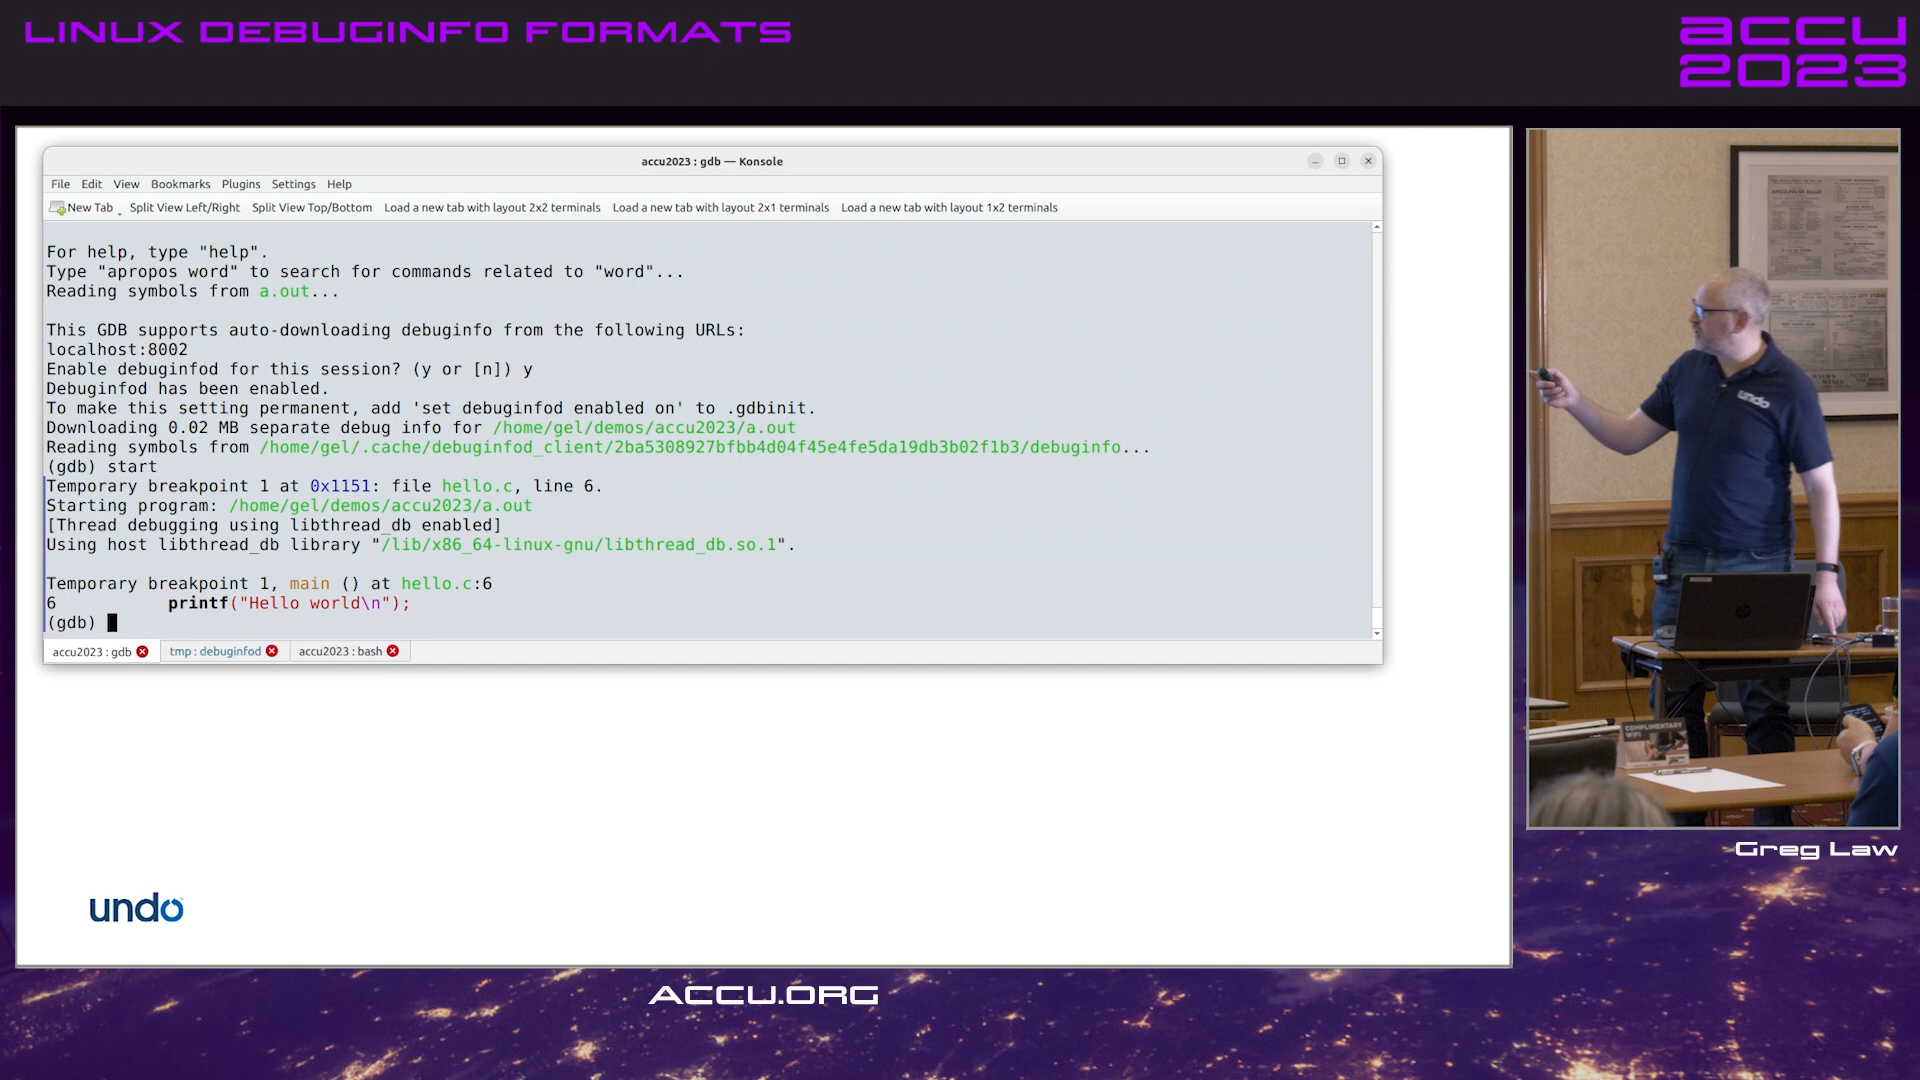 LINUX DEBUGINFO FORMATS
accu
2023
accu2023 : gdb — Konsole
File Edit View Bookmarks Plugins Settings Help
New Tab Split View Left/Right Split View Top/Bottom Load a new tab with layout 2x2 terminals Load a new tab with layout 2x1 terminals Load a new tab with layout 1x2 terminals
For help, type "help".
Type "apropos word" to search for commands related to "word"...
Reading symbols from a.out...
This GDB supports auto-downloading debuginfo from the following URLs:
localhost:8002
Enable debuginfod for this session? (y or [n]) y
Debuginfod has been enabled.
To make this setting permanent, add 'set debuginfod enabled on' to .gdbinit.
Downloading 0.02 MB separate debug info for /home/gel/demos/accu2023/a.out
Reading symbols from /home/gel/.cache/debuginfod_client/2ba5308927bfbb4d04f45e4fe5da19db3b02f1b3/debuginfo...
(gdb) start
Temporary breakpoint 1 at 0x1151: file hello.c, line 6.
Starting program: /home/gel/demos/accu2023/a.out
[Thread debugging using libthread_db enabled]
Using host libthread_db library "/lib/x86_64-linux-gnu/libthread_db.so.1".
Temporary breakpoint 1, main () at hello.c:6
6 printf("Hello world\n");
(gdb)
accu2023 : gdb tmp : debuginfod accu2023 : bash
undo
undo
COMPLIMENTARY
WIFI
Greg Law
ACCU.ORG